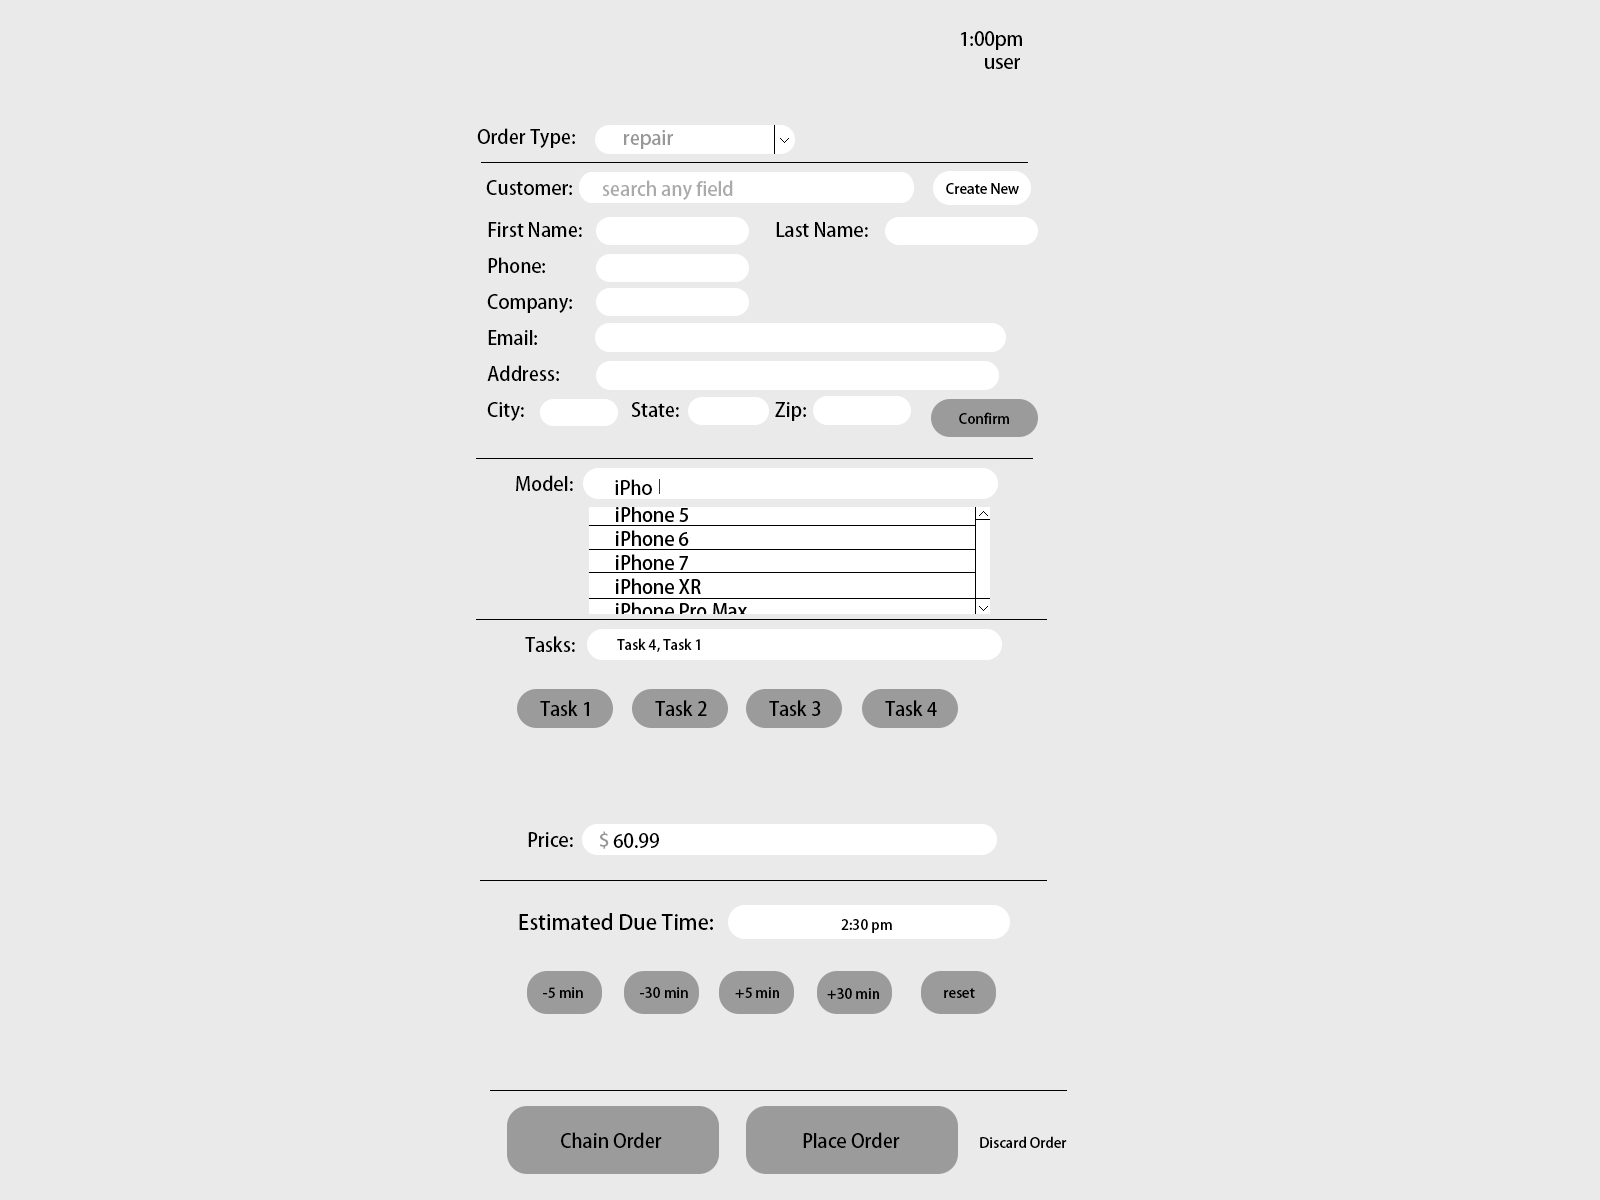 1:00pm
user
Order Type: repair
Customer: search any field Create New
First Name: Last Name:
Phone:
Company:
Email:
Address:
City: State: Zip: Confirm
Model: iPho
iPhone 5
iPhone 6
iPhone 7
iPhone XR
iPhone Pro Max
Tasks: Task 4, Task 1
Task 1 Task 2 Task 3 Task 4
Price: $ 60.99
Estimated Due Time: 2:30 pm
-5 min -30 min +5 min +30 min reset
Chain Order Place Order Discard Order